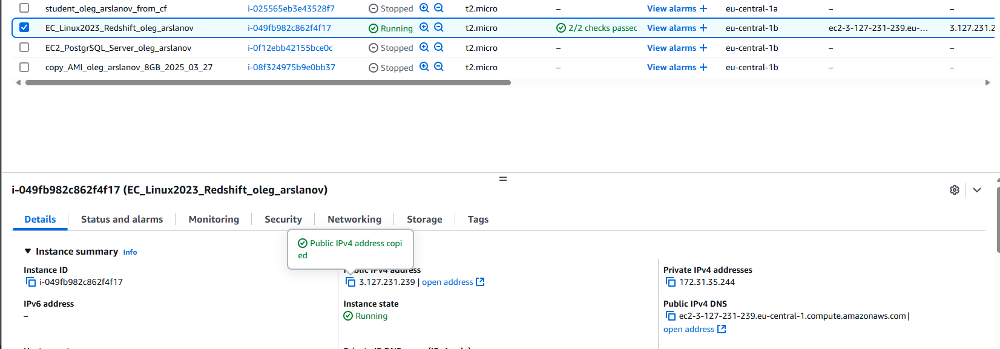 student_oleg_arslanov_from_cf i-025565eb3e43528f7 Stopped t2.micro – View alarms + eu-central-1a – –
EC_Linux2023_Redshift_oleg_arslanov i-049fb982c862f4f17 Running t2.micro 2/2 checks passec View alarms + eu-central-1b ec2-3-127-231-239.eu-... 3.127.231.2
EC2_PostgrSQL_Server_oleg_arslanov i-0f12ebb42155bce0c Stopped t2.micro – View alarms + eu-central-1b – –
copy_AMI_oleg_arslanov_8GB_2025_03_27 i-08f324975b9e0bb37 Stopped t2.micro – View alarms + eu-central-1b – –
i-049fb982c862f4f17 (EC_Linux2023_Redshift_oleg_arslanov)
Details Status and alarms Monitoring Security Networking Storage Tags
Public IPv4 address copi
ed
Instance summary Info
Instance ID
i-049fb982c862f4f17
IPv6 address
–
Public IPv4 address
3.127.231.239 | open address
Instance state
Running
Private IPv4 addresses
172.31.35.244
Public IPv4 DNS
ec2-3-127-231-239.eu-central-1.compute.amazonaws.com |
open address